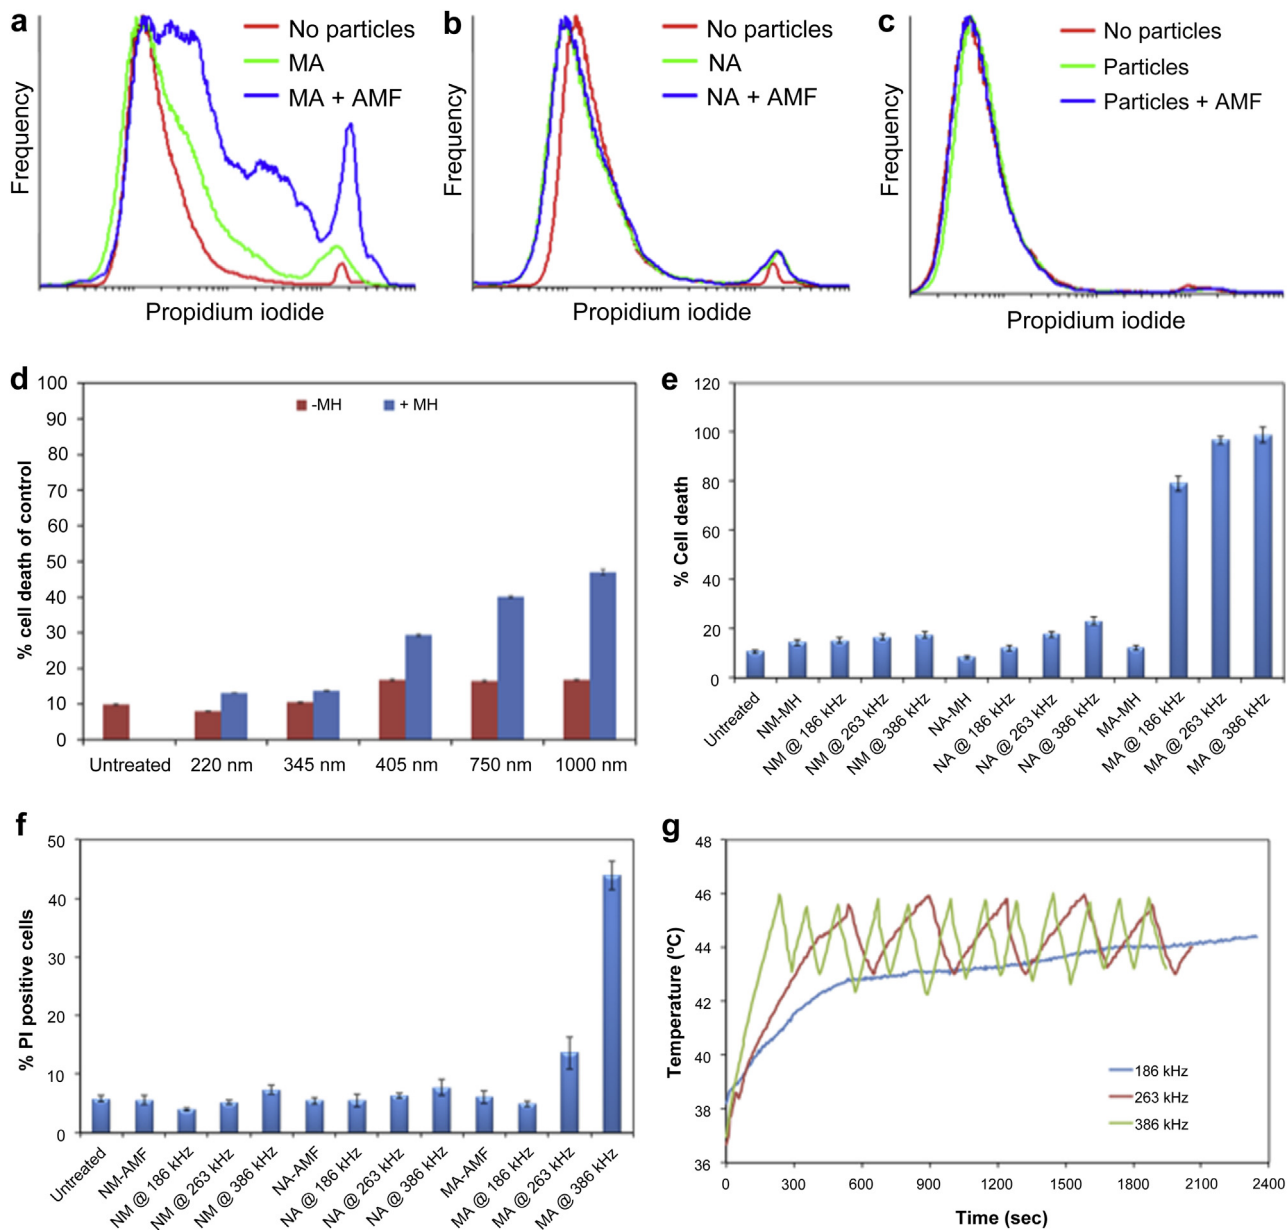 a
No particles
MA
MA + AMF
Frequency
Propidium iodide
b
No particles
NA
NA + AMF
Frequency
Propidium iodide
c
No particles
Particles
Particles + AMF
Frequency
Propidium iodide
d
-MH
+ MH
% cell death of control
100
90
80
70
60
50
40
30
20
10
0
Untreated
220 nm
345 nm
405 nm
750 nm
1000 nm
e
% Cell death
120
100
80
60
40
20
0
Untreated
NM-MH
NM @ 186 kHz
NM @ 263 kHz
NM @ 386 kHz
NA-MH
NA @ 186 kHz
NA @ 263 kHz
NA @ 386 kHz
MA-MH
MA @ 186 kHz
MA @ 263 kHz
MA @ 386 kHz
f
% PI positive cells
50
40
30
20
10
0
Untreated
NM-AMF
NM @ 186 kHz
NM @ 263 kHz
NM @ 386 kHz
NA-AMF
NA @ 186 kHz
NA @ 263 kHz
NA @ 386 kHz
MA-AMF
MA @ 186 kHz
MA @ 263 kHz
MA @ 386 kHz
g
Temperature (ºC)
48
46
44
42
40
38
36
186 kHz
263 kHz
386 kHz
0
300
600
900
1200
1500
1800
2100
2400
Time (sec)